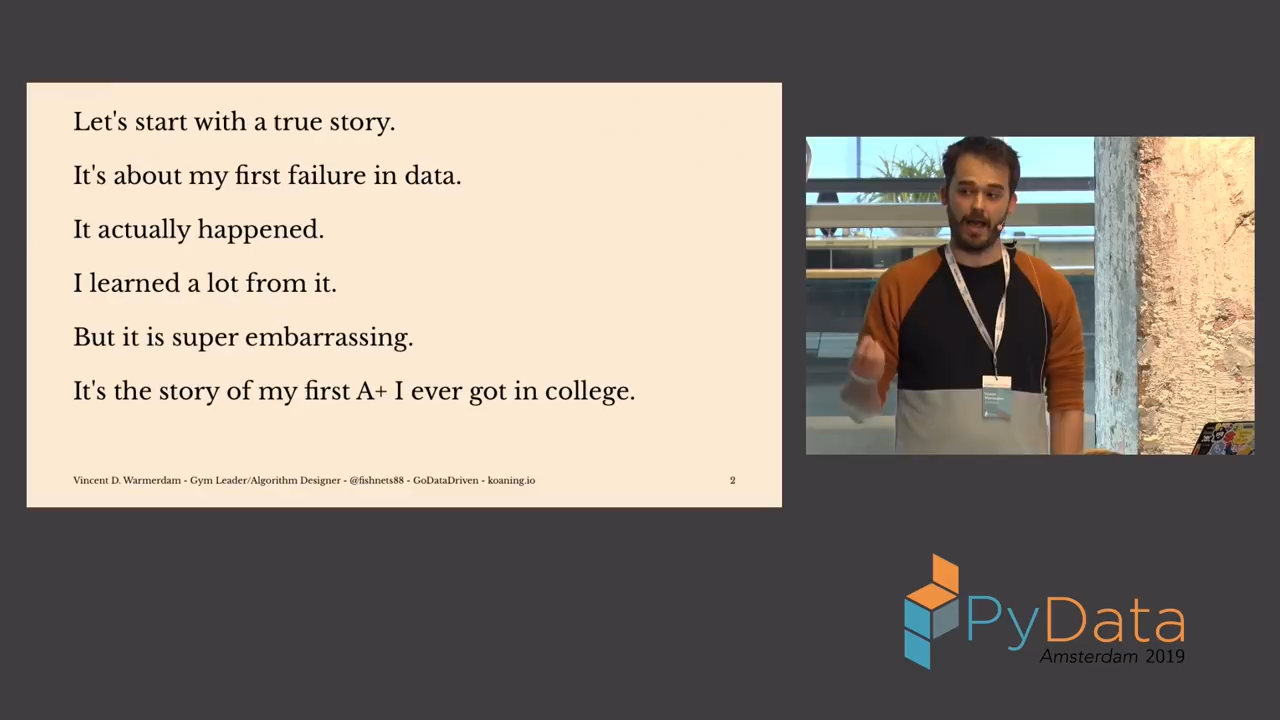 Let's start with a true story.
It's about my first failure in data.
It actually happened.
I learned a lot from it.
But it is super embarrassing.
It's the story of my first A+ I ever got in college.
Vincent D. Warmerdam - Gym Leader/Algorithm Designer - @fishnets88 - GoDataDriven - koaning.io
2
PyData
Amsterdam 2019